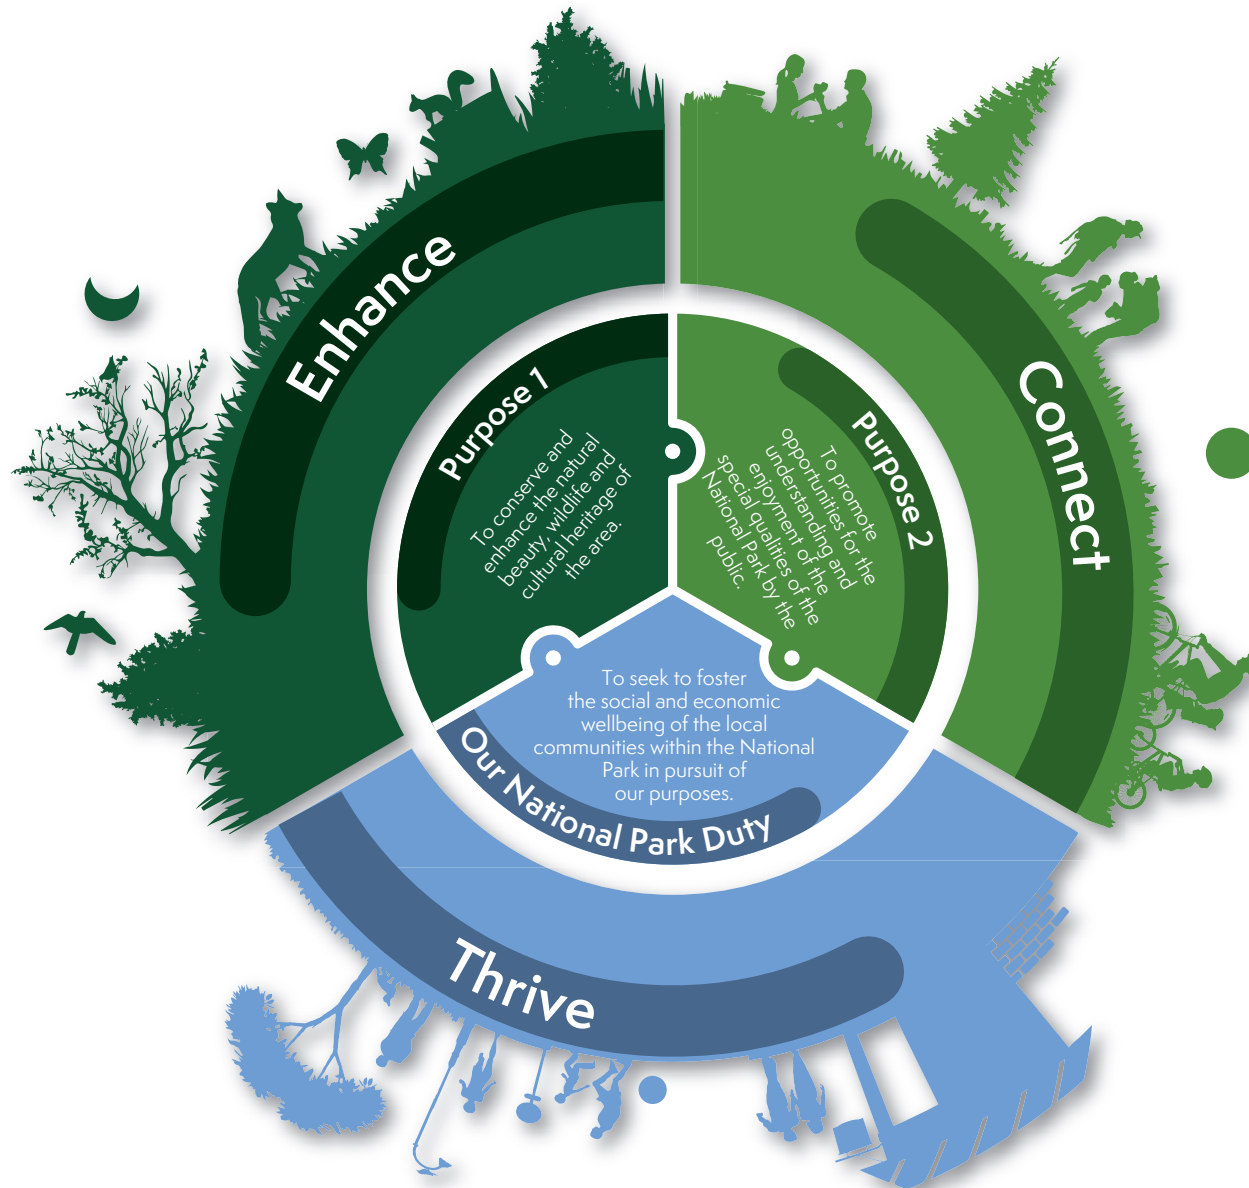 Enhance
Purpose 1
To conserve and
enhance the natural
beauty, wildlife and
cultural heritage of
the area.
Connect
Purpose 2
To promote
opportunities for the
understanding and
enjoyment of the
special qualities of the
National Park by the
public.
To seek to foster
the social and economic
wellbeing of the local
communities within the National
Park in pursuit of
our purposes.
Our National Park Duty
Thrive